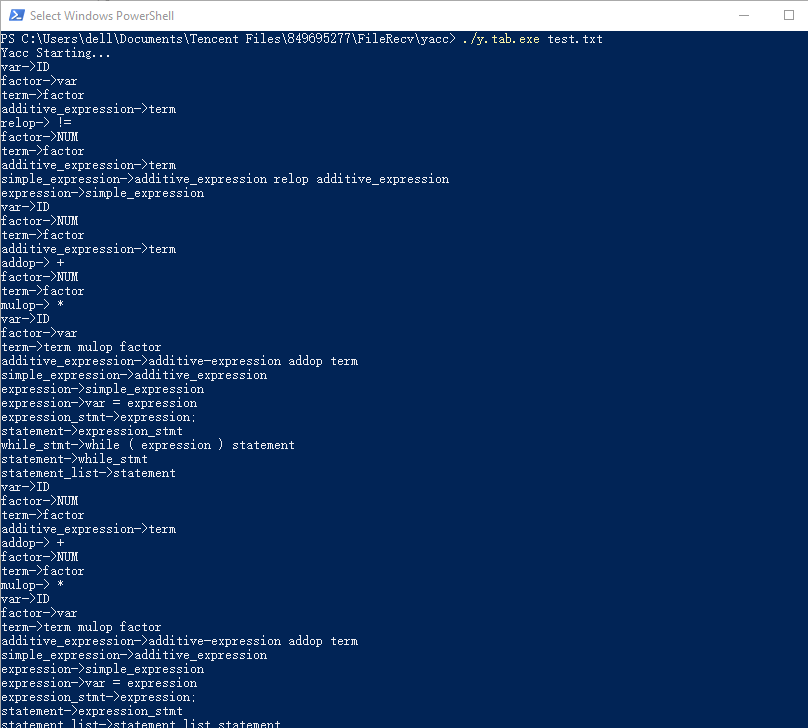 Select Windows PowerShell
PS C:\Users\dell\Documents\Tencent Files\849695277\FileRecv\yacc> ./y.tab.exe test.txt
Yacc Starting...
var->ID
factor->var
term->factor
additive_expression->term
relop-> !=
factor->NUM
term->factor
additive_expression->term
simple_expression->additive_expression relop additive_expression
expression->simple_expression
var->ID
factor->NUM
term->factor
additive_expression->term
addop-> +
factor->NUM
term->factor
mulop-> *
var->ID
factor->var
term->term mulop factor
additive_expression->additive-expression addop term
simple_expression->additive_expression
expression->simple_expression
expression->var = expression
expression_stmt->expression;
statement->expression_stmt
while_stmt->while ( expression ) statement
statement->while_stmt
statement_list->statement
var->ID
factor->NUM
term->factor
additive_expression->term
addop-> +
factor->NUM
term->factor
mulop-> *
var->ID
factor->var
term->term mulop factor
additive_expression->additive-expression addop term
simple_expression->additive_expression
expression->simple_expression
expression->var = expression
expression_stmt->expression;
statement->expression_stmt
statement_list->statement_list statement